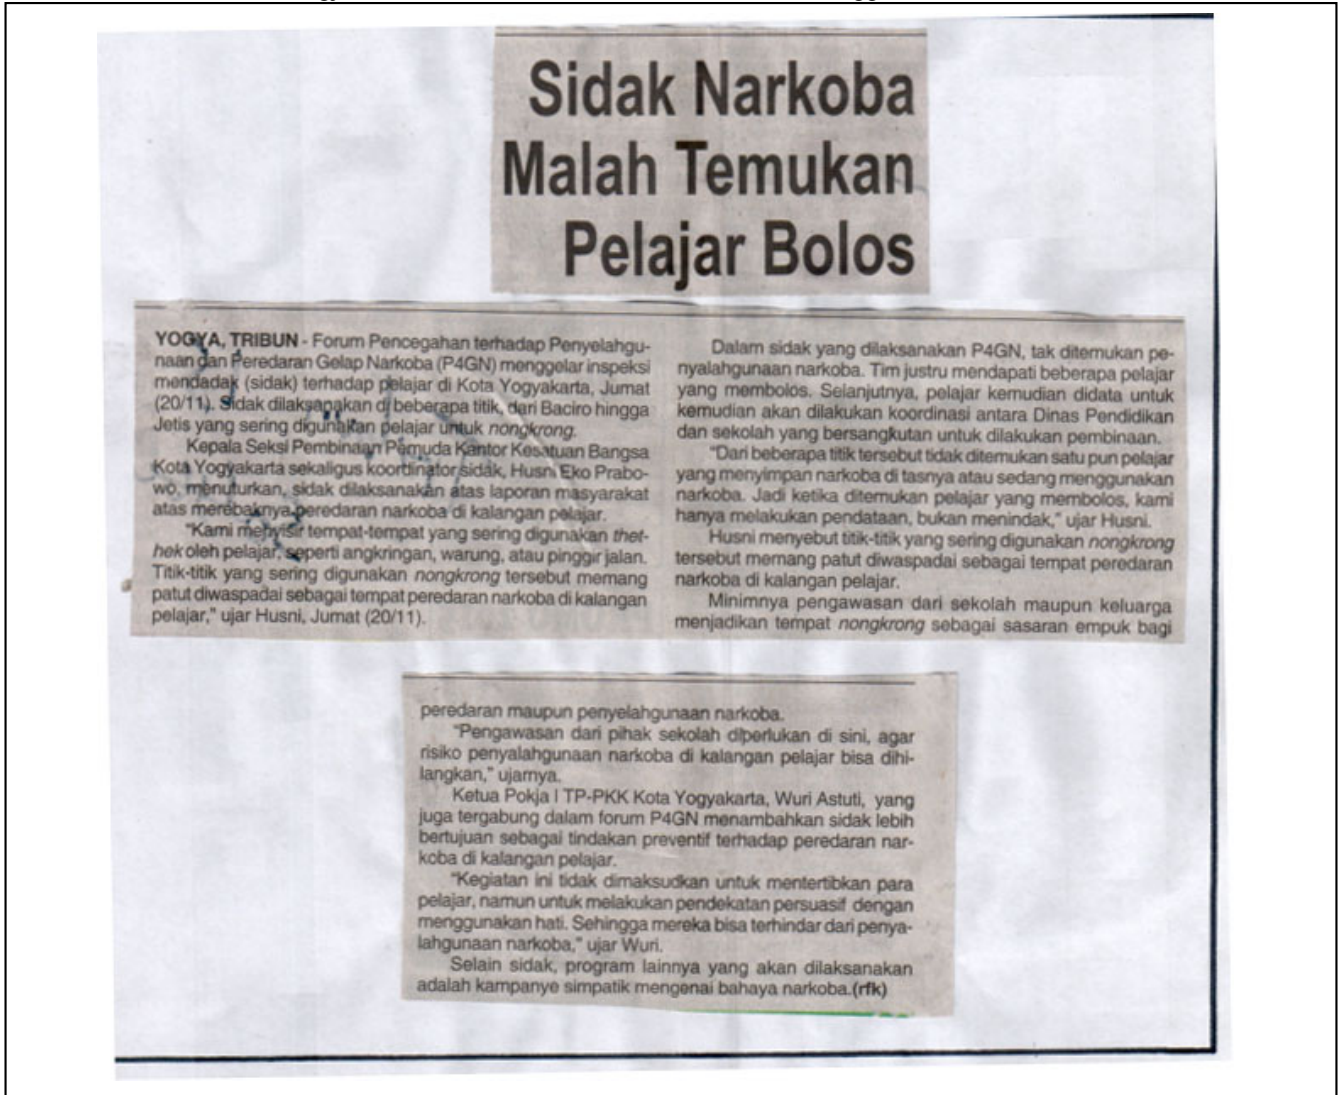 Sidak Narkoba
Malah Temukan
Pelajar Bolos
YOGYA, TRIBUN - Forum Pencegahan terhadap Penyelahgu-
naan dan Peredaran Gelap Narkoba (P4GN) menggelar inspeksi
mendadak (sidak) terhadap pelajar di Kota Yogyakarta, Jumat
(20/11). Sidak dilaksanakan di beberapa titik, dari Baciro hingga
Jetis yang sering digunakan pelajar untuk nongkrong.
Kepala Seksi Pembinaan Pemuda Kantor Kesatuan Bangsa
Kota Yogyakarta sekaligus koordinator sidak, Husni Eko Prabo-
wo, menuturkan, sidak dilaksanakan atas laporan masyarakat
atas merebaknya peredaran narkoba di kalangan pelajar.
"Kami menyisir tempat-tempat yang sering digunakan thet-
hek oleh pelajar, seperti angkringan, warung, atau pinggir jalan.
Titik-titik yang sering digunakan nongkrong tersebut memang
patut diwaspadai sebagai tempat peredaran narkoba di kalangan
pelajar," ujar Husni, Jumat (20/11).
Dalam sidak yang dilaksanakan P4GN, tak ditemukan pe-
nyalahgunaan narkoba. Tim justru mendapati beberapa pelajar
yang membolos. Selanjutnya, pelajar kemudian didata untuk
kemudian akan dilakukan koordinasi antara Dinas Pendidikan
dan sekolah yang bersangkutan untuk dilakukan pembinaan.
"Dari beberapa titik tersebut tidak ditemukan satu pun pelajar
yang menyimpan narkoba di tasnya atau sedang menggunakan
narkoba. Jadi ketika ditemukan pelajar yang membolos, kami
hanya melakukan pendataan, bukan menindak," ujar Husni.
Husni menyebut titik-titik yang sering digunakan nongkrong
tersebut memang patut diwaspadai sebagai tempat peredaran
narkoba di kalangan pelajar.
Minimnya pengawasan dari sekolah maupun keluarga
menjadikan tempat nongkrong sebagai sasaran empuk bagi
peredaran maupun penyelahgunaan narkoba.
"Pengawasan dari pihak sekolah diperlukan di sini, agar
risiko penyalahgunaan narkoba di kalangan pelajar bisa dihi-
langkan," ujarnya.
Ketua Pokja I TP-PKK Kota Yogyakarta, Wuri Astuti, yang
juga tergabung dalam forum P4GN menambahkan sidak lebih
bertujuan sebagai tindakan preventif terhadap peredaran nar-
koba di kalangan pelajar.
"Kegiatan ini tidak dimaksudkan untuk mentertibkan para
pelajar, namun untuk melakukan pendekatan persuasif dengan
menggunakan hati. Sehingga mereka bisa terhindar dari penya-
lahgunaan narkoba," ujar Wuri.
Selain sidak, program lainnya yang akan dilaksanakan
adalah kampanye simpatik mengenai bahaya narkoba.(rfk)